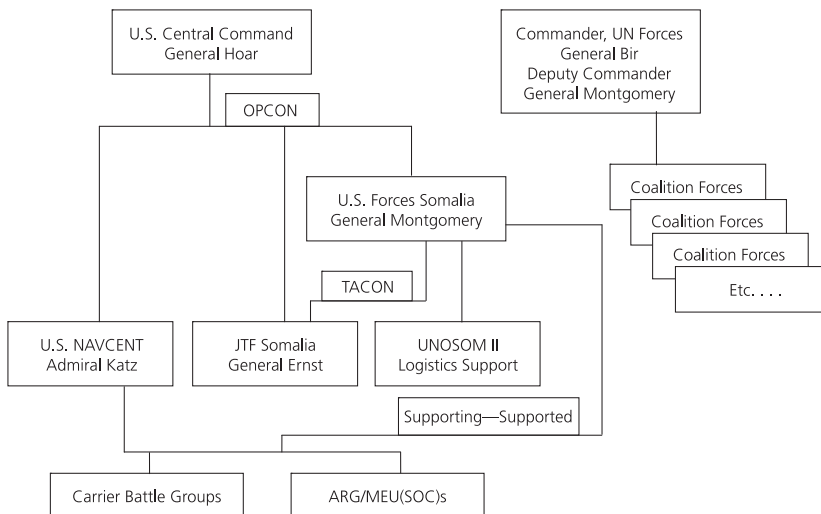 U.S. Central Command
General Hoar
Commander, UN Forces
General Bir
Deputy Commander
General Montgomery
OPCON
Coalition Forces
Coalition Forces
Coalition Forces
Etc. . . .
U.S. Forces Somalia
General Montgomery
TACON
U.S. NAVCENT
Admiral Katz
JTF Somalia
General Ernst
UNOSOM II
Logistics Support
Supporting—Supported
Carrier Battle Groups
ARG/MEU(SOC)s